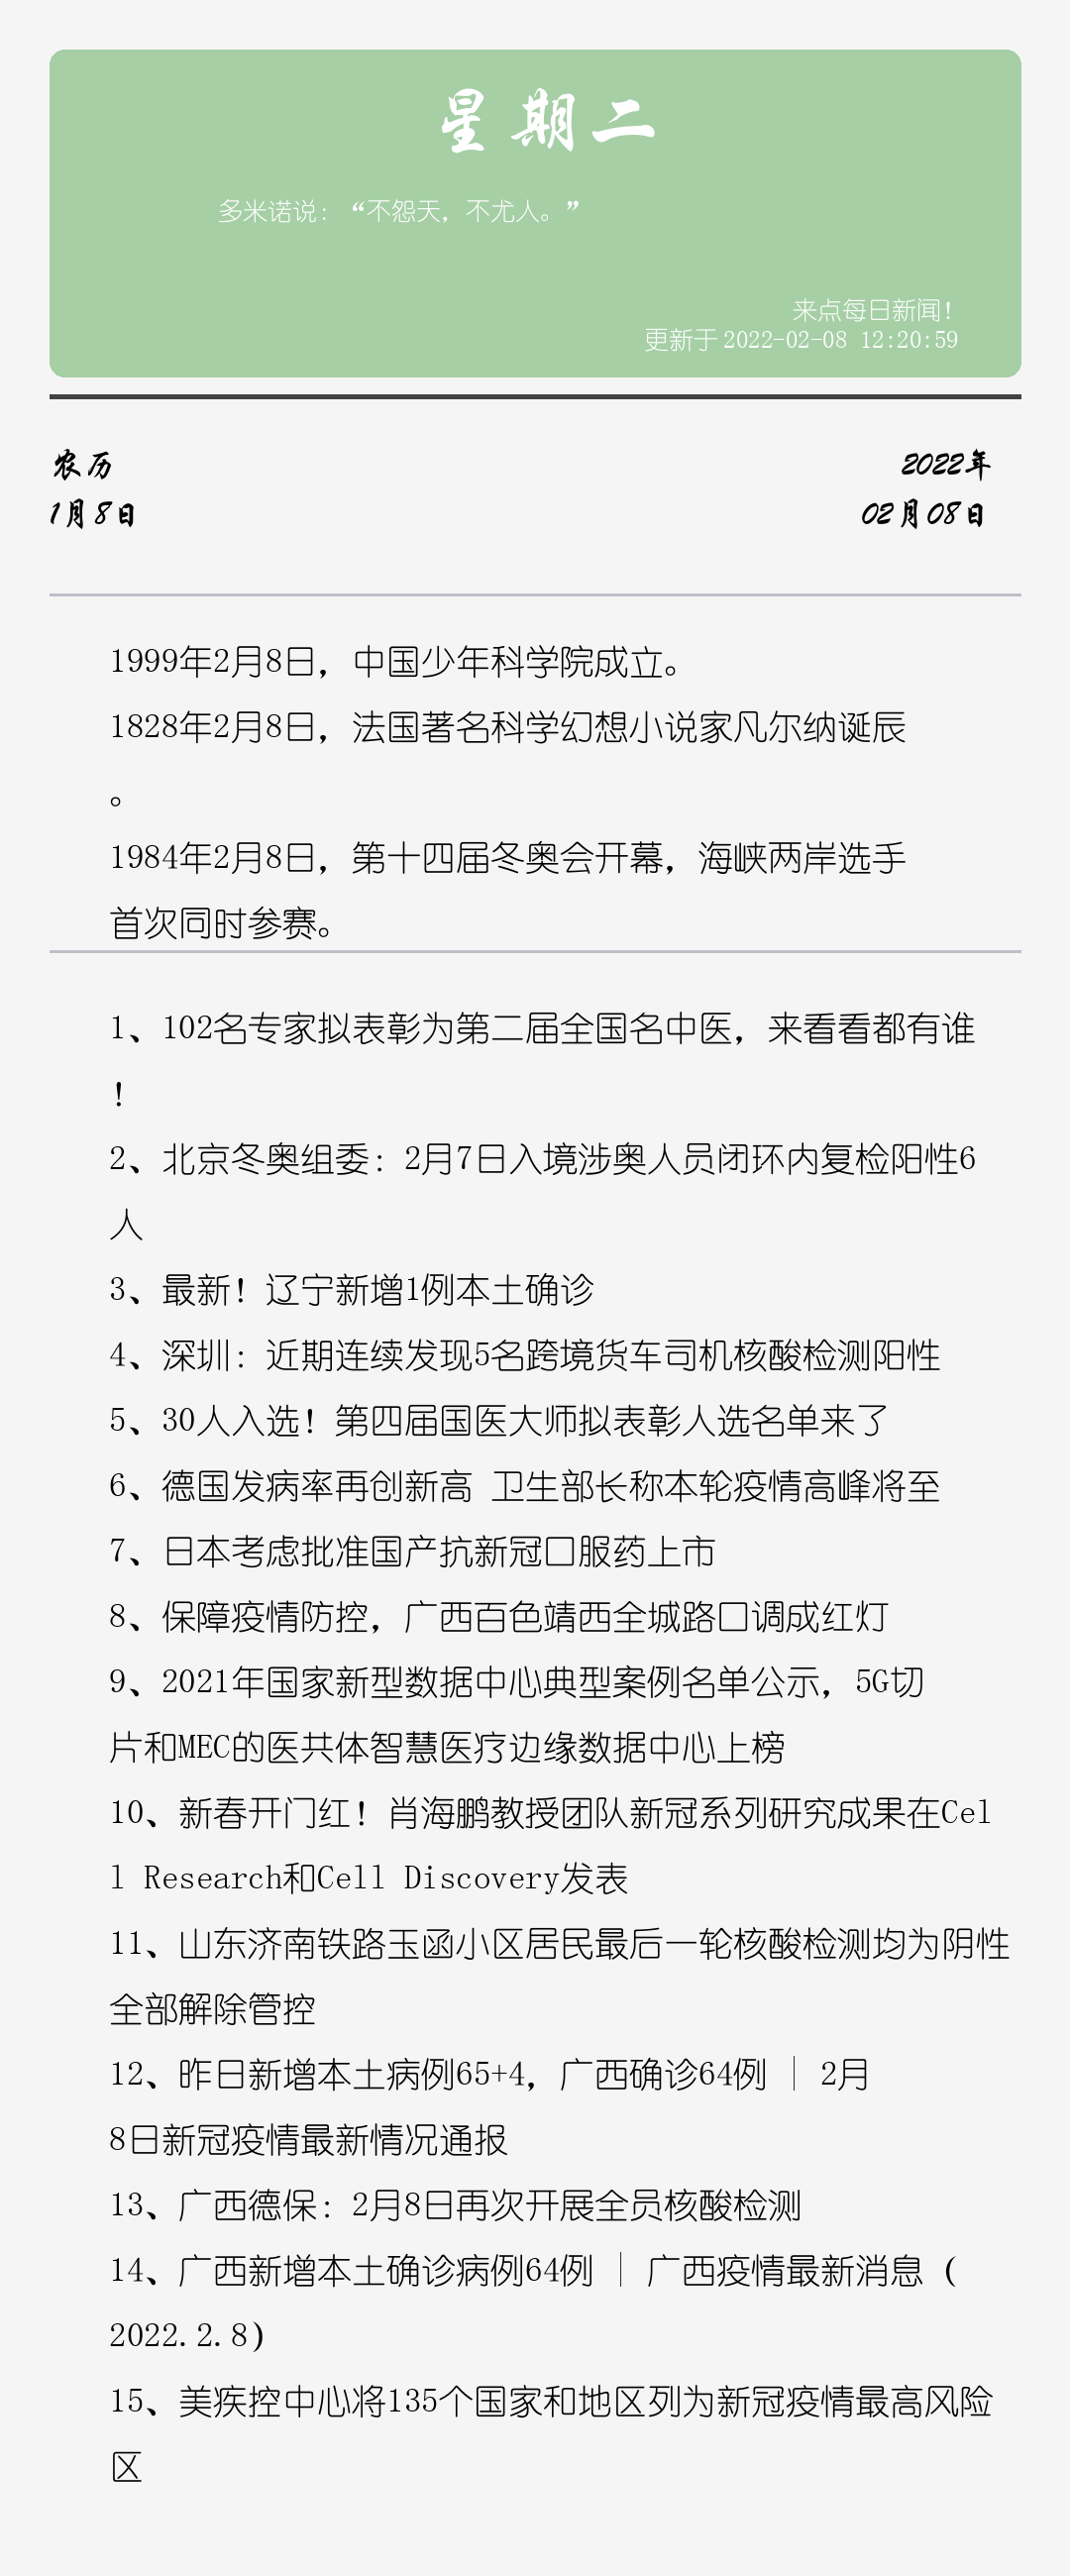 星期二
多米诺说：“不怨天，不尤人。”
来点每日新闻！
更新于 2022-02-08 12:20:59
农历
2022年
1月8日
02月08日
1999年2月8日，中国少年科学院成立。
1828年2月8日，法国著名科学幻想小说家凡尔纳诞辰
。
1984年2月8日，第十四届冬奥会开幕，海峡两岸选手
首次同时参赛。
1、102名专家拟表彰为第二届全国名中医，来看看都有谁
！
2、北京冬奥组委：2月7日入境涉奥人员闭环内复检阳性6
人
3、最新！辽宁新增1例本土确诊
4、深圳：近期连续发现5名跨境货车司机核酸检测阳性
5、30人入选！第四届国医大师拟表彰人选名单来了
6、德国发病率再创新高 卫生部长称本轮疫情高峰将至
7、日本考虑批准国产抗新冠口服药上市
8、保障疫情防控，广西百色靖西全城路口调成红灯
9、2021年国家新型数据中心典型案例名单公示，5G切
片和MEC的医共体智慧医疗边缘数据中心上榜
10、新春开门红！肖海鹏教授团队新冠系列研究成果在Cel
l Research和Cell Discovery发表
11、山东济南铁路玉函小区居民最后一轮核酸检测均为阴性
全部解除管控
12、昨日新增本土病例65+4，广西确诊64例 | 2月
8日新冠疫情最新情况通报
13、广西德保：2月8日再次开展全员核酸检测
14、广西新增本土确诊病例64例 | 广西疫情最新消息（
2022.2.8）
15、美疾控中心将135个国家和地区列为新冠疫情最高风险
区